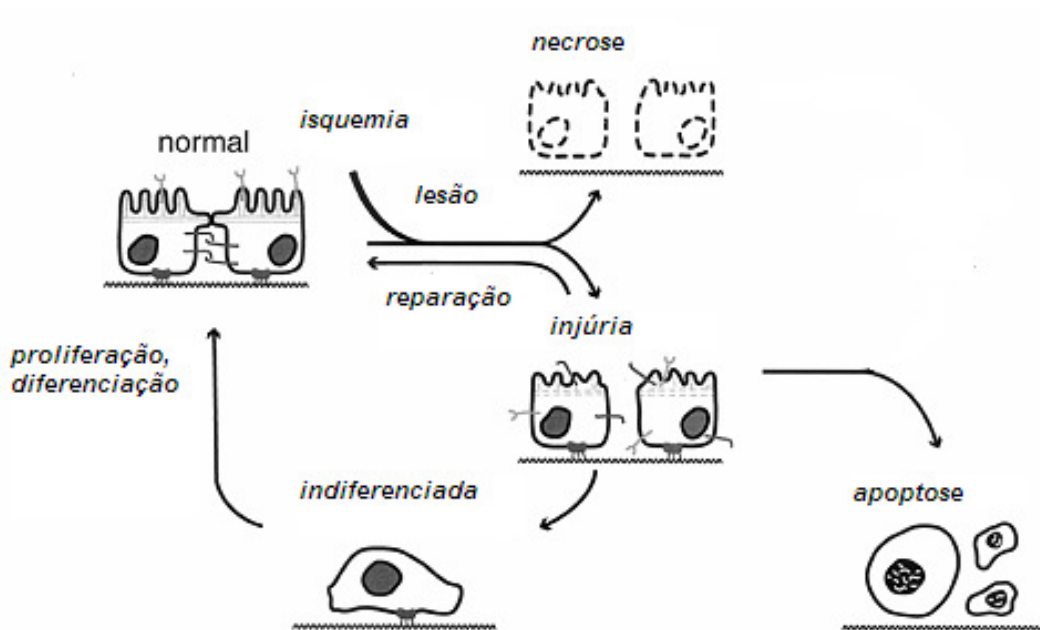 necrose
isquemia
normal
lesão
reparação
injúria
proliferação,
diferenciação
indiferenciada
apoptose